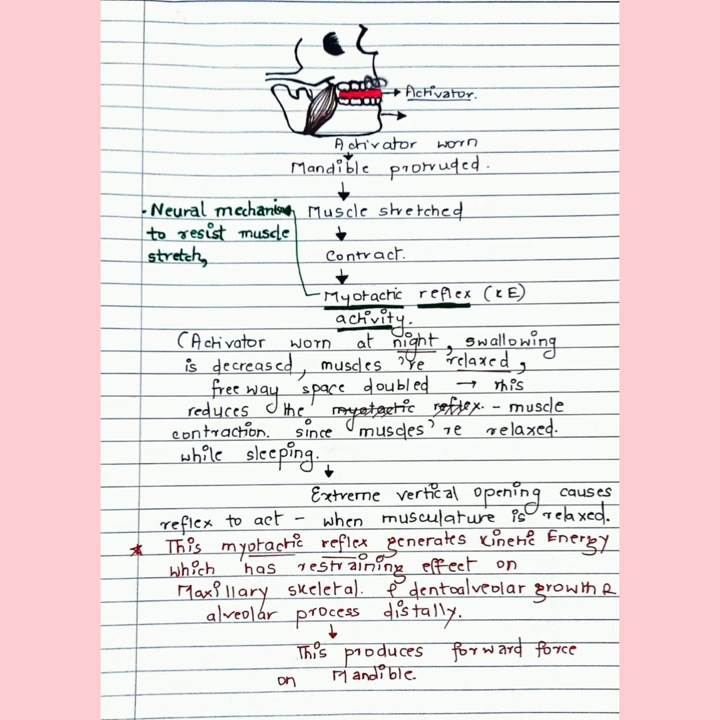 Activator.
Activator worn
Mandible protruded.
Muscle stretched
Contract.
Myotactic reflex (KE)
activity.
· Neural mechanism
to resist muscle
stretch,
(Activator worn at night, swallowing
is decreased, muscles 're relaxed,
freeway space doubled → this
reduces the myotactic reflex. - muscle
contraction. since muscles 're relaxed.
while sleeping.
Extreme vertical opening causes
reflex to act - when musculature is relaxed.
* This myotactic reflex generates Kinetic Energy
which has restraining effect on
Maxillary skeletal. & dentoalveolar growth &
alveolar process distally.
This produces forward force
on Mandible.